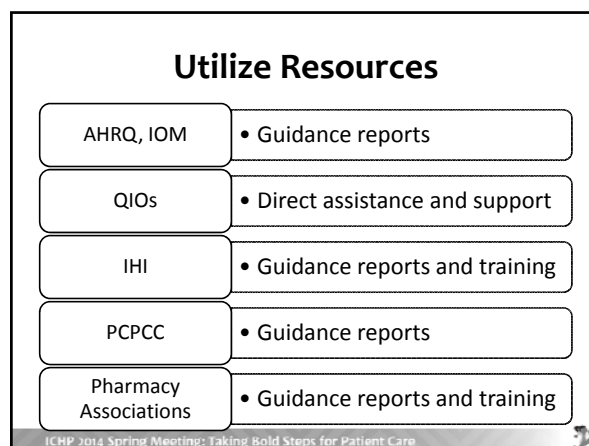 Utilize Resources
AHRQ, IOM
• Guidance reports
QIOs
• Direct assistance and support
IHI
• Guidance reports and training
PCPCC
• Guidance reports
Pharmacy
Associations
• Guidance reports and training
ICHP 2014 Spring Meeting: Taking Bold Steps for Patient Care